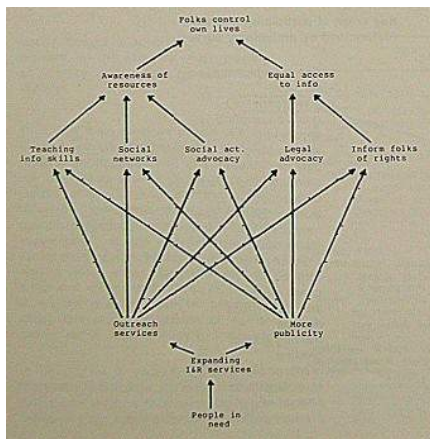 Folks control
own lives
Awareness of
resources
Equal access
to info
Teaching
info skills
Social
networks
Social act.
advocacy
Legal
advocacy
Inform folks
of rights
Outreach
services
More
publicity
Expanding
I&R services
People in
need